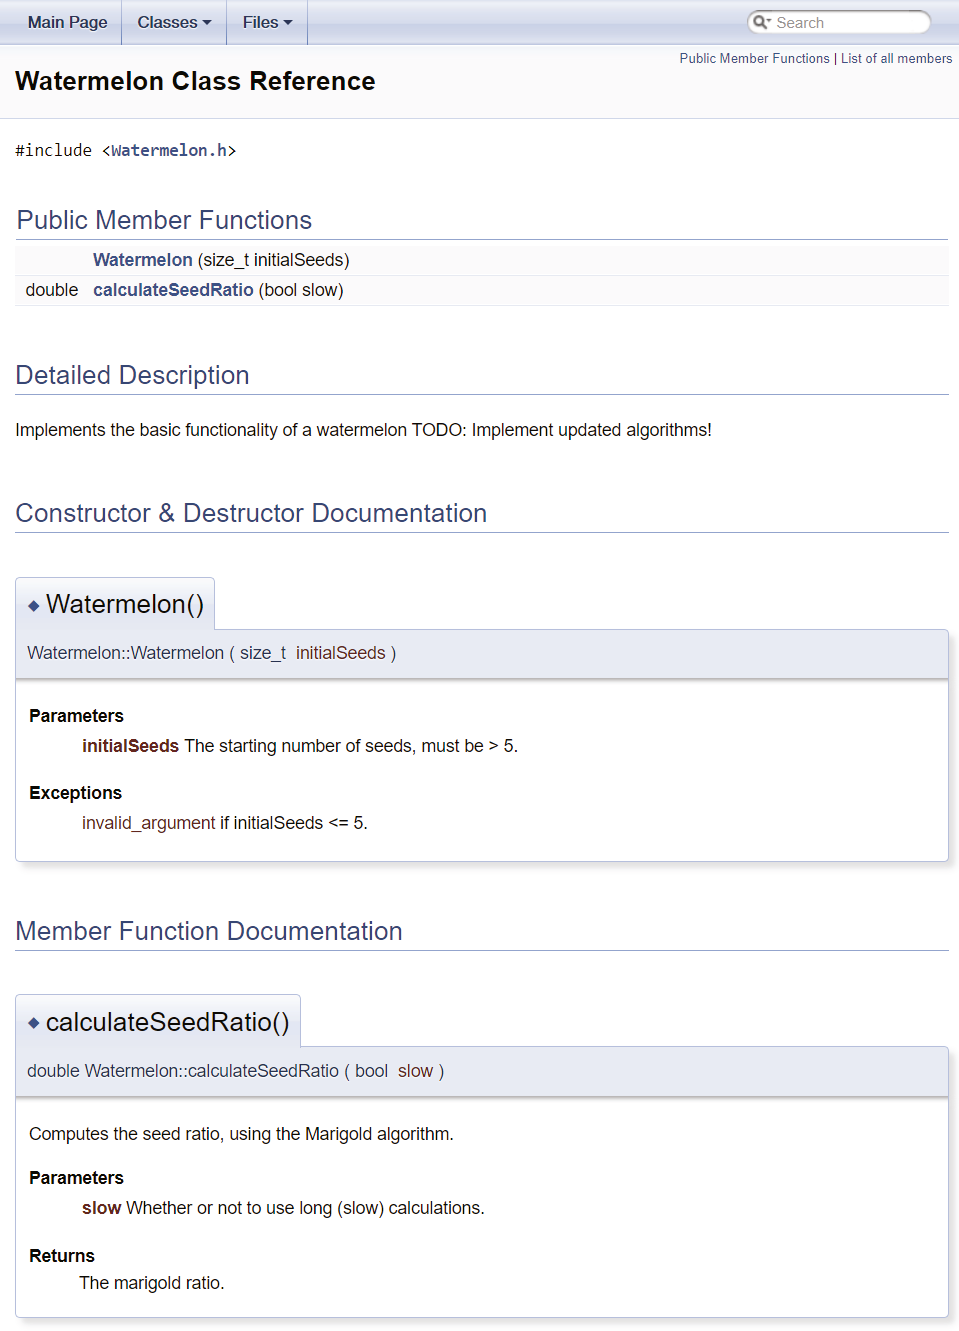 Main Page Classes Files Search
Public Member Functions | List of all members
Watermelon Class Reference
#include <Watermelon.h>
Public Member Functions
Watermelon (size_t initialSeeds)
double calculateSeedRatio (bool slow)
Detailed Description
Implements the basic functionality of a watermelon TODO: Implement updated algorithms!
Constructor & Destructor Documentation
◆ Watermelon()
Watermelon::Watermelon ( size_t initialSeeds )
Parameters
initialSeeds The starting number of seeds, must be > 5.
Exceptions
invalid_argument if initialSeeds <= 5.
Member Function Documentation
◆ calculateSeedRatio()
double Watermelon::calculateSeedRatio ( bool slow )
Computes the seed ratio, using the Marigold algorithm.
Parameters
slow Whether or not to use long (slow) calculations.
Returns
The marigold ratio.